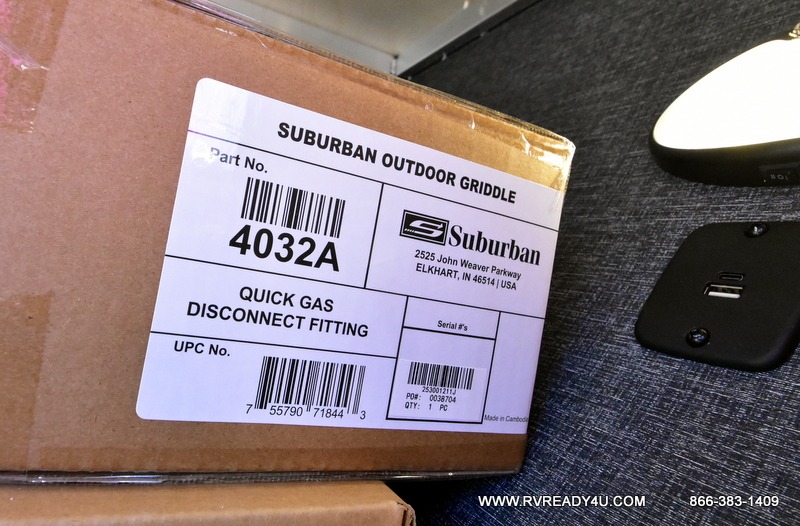 SUBURBAN OUTDOOR GRIDDLE
Part No.
4032A
Suburban
2525 John Weaver Parkway
ELKHART, IN 46514 | USA
QUICK GAS
DISCONNECT FITTING
Serial #'s
253001211J
PO#: 0038704
QTY: 1 PC
UPC No.
7 55790 71844 3
Made in Cambodia
WWW.RVREADY4U.COM 866-383-1409